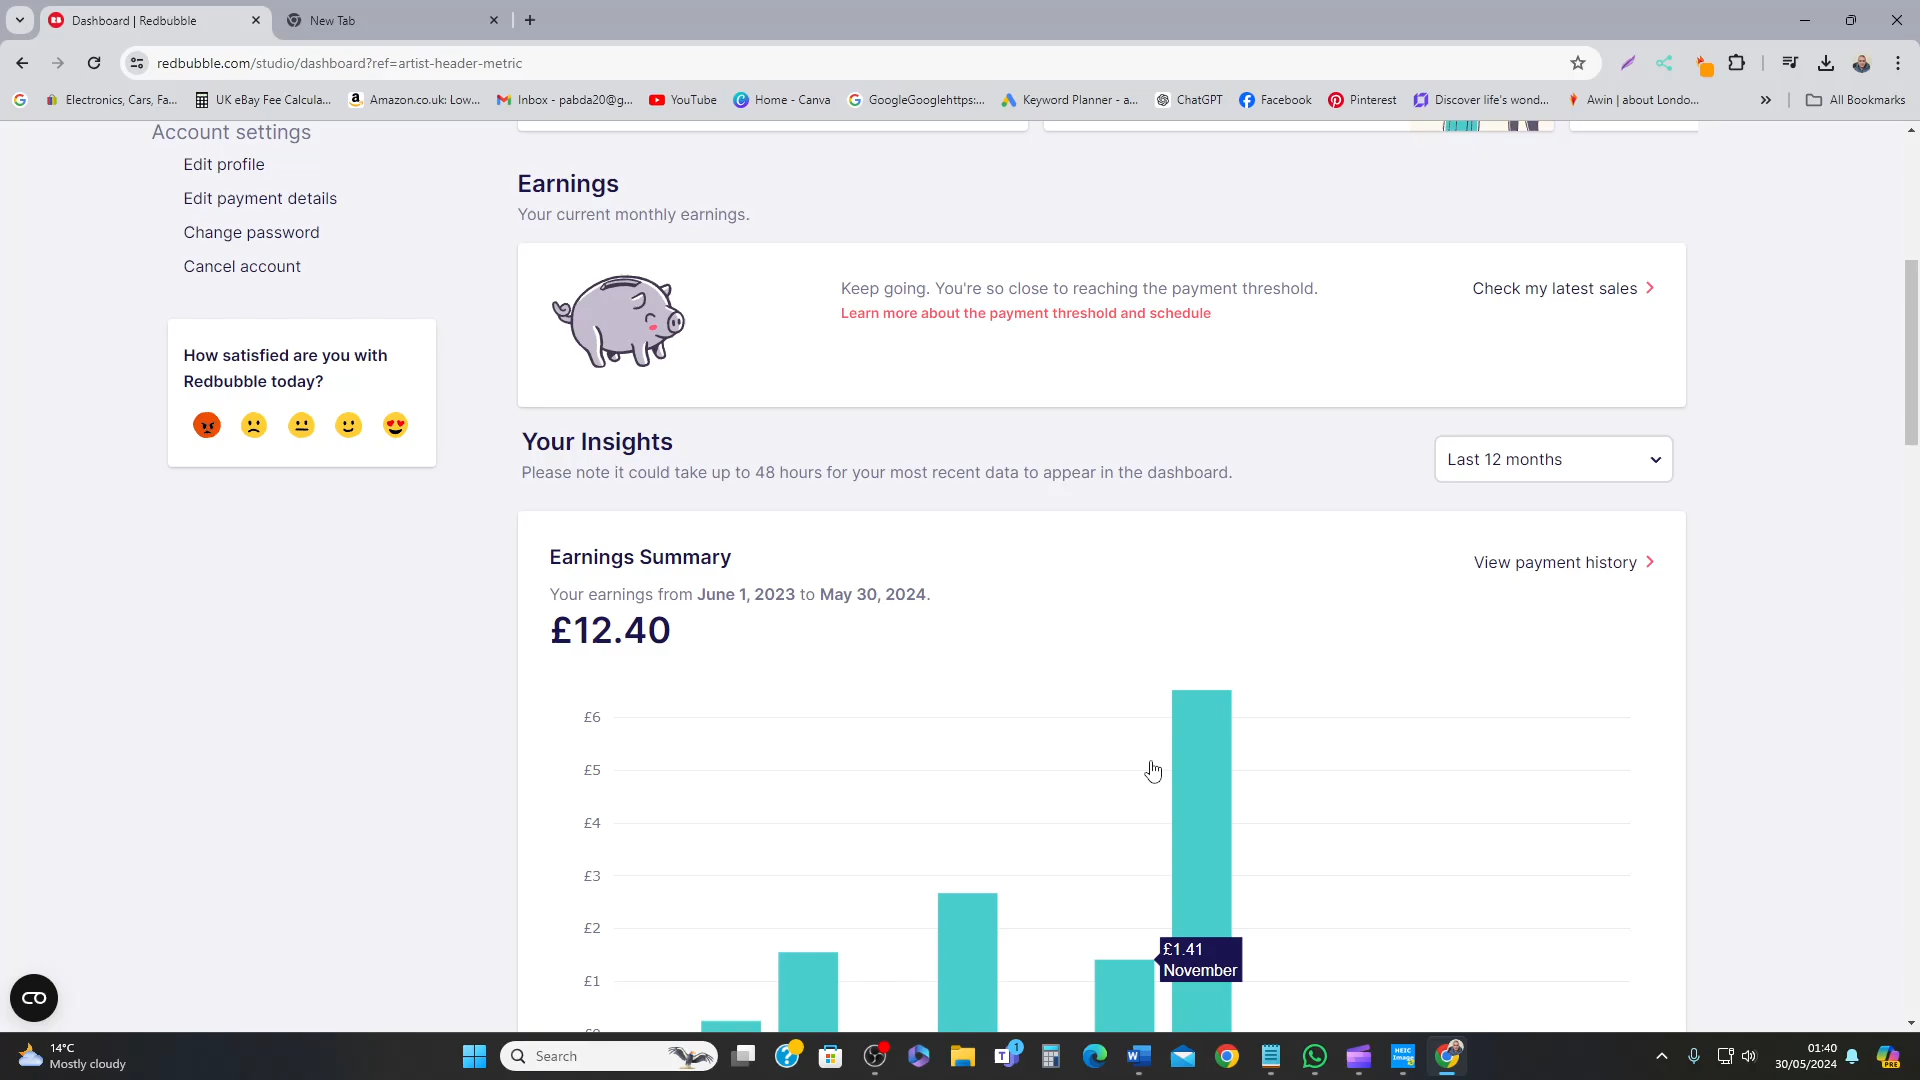 Dashboard | Redbubble
New Tab
redbubble.com/studio/dashboard?ref=artist-header-metric
Electronics, Cars, Fa...
UK eBay Fee Calcula...
Amazon.co.uk: Low...
Inbox - pabda20@g...
YouTube
Home - Canva
GoogleGooglehttps:...
Keyword Planner - a...
ChatGPT
Facebook
Pinterest
Discover life's wond...
Awin | about Londo...
All Bookmarks
Account settings
Edit profile
Edit payment details
Change password
Cancel account
How satisfied are you with
Redbubble today?
Earnings
Your current monthly earnings.
Keep going. You're so close to reaching the payment threshold.
Learn more about the payment threshold and schedule
Check my latest sales
Your Insights
Please note it could take up to 48 hours for your most recent data to appear in the dashboard.
Last 12 months
Earnings Summary
View payment history
Your earnings from June 1, 2023 to May 30, 2024.
£12.40
£6
£5
£4
£3
£2
£1
£1.41
November
14°C
Mostly cloudy
Search
1
01:40
30/05/2024